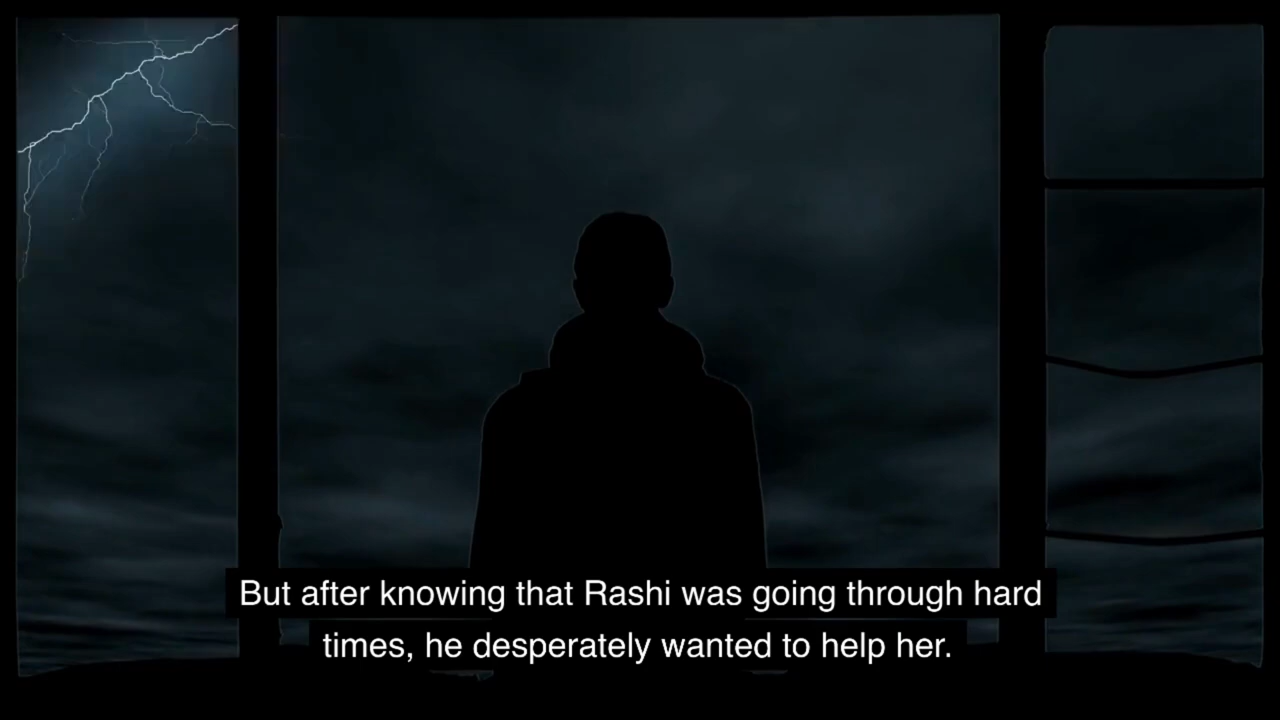 But after knowing that Rashi was going through hard
times, he desperately wanted to help her.